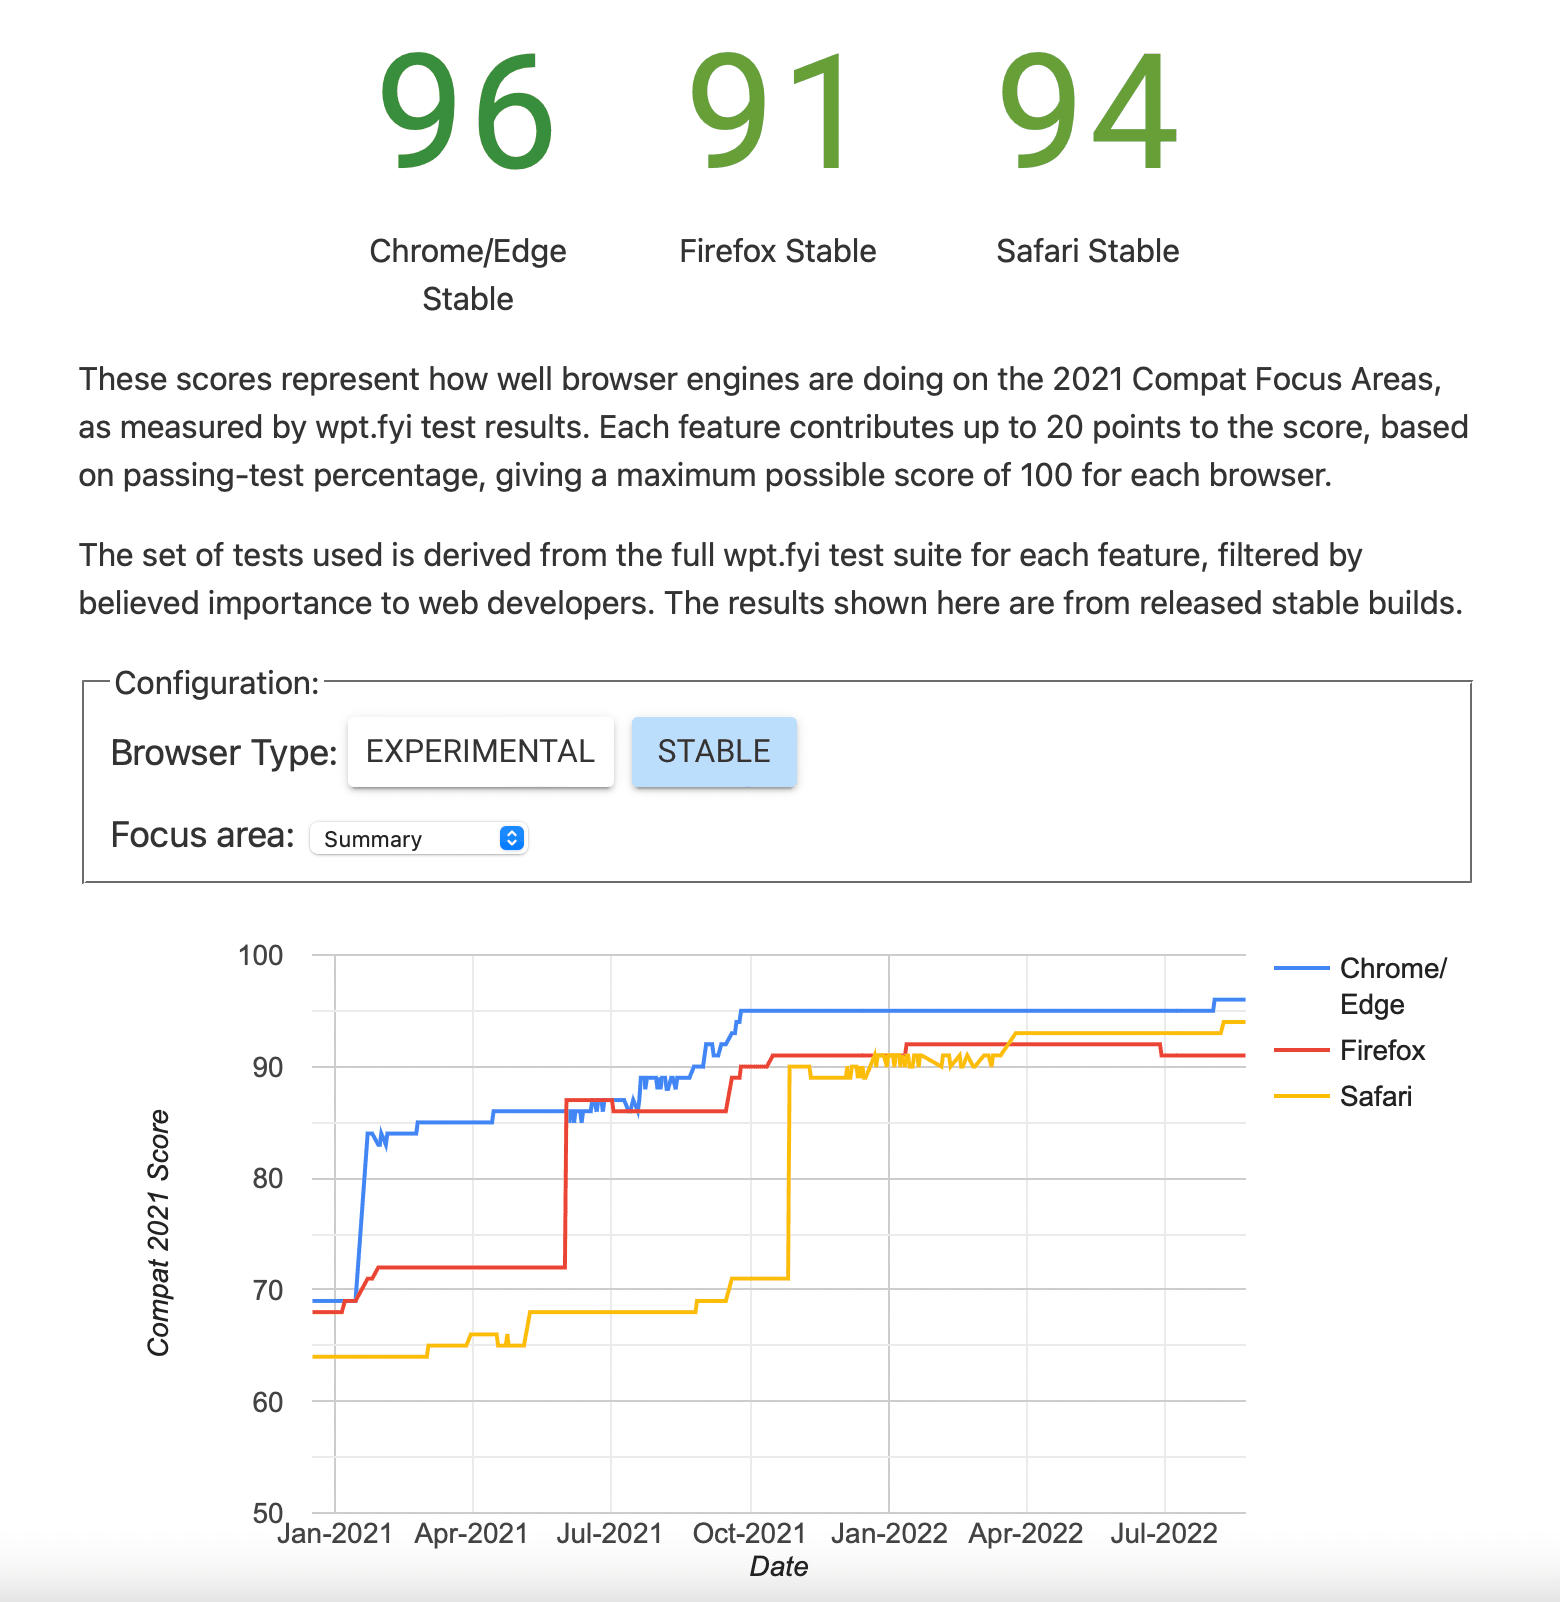 96 91 94
Chrome/Edge Stable
Firefox Stable
Safari Stable
These scores represent how well browser engines are doing on the 2021 Compat Focus Areas,
as measured by wpt.fyi test results. Each feature contributes up to 20 points to the score, based
on passing-test percentage, giving a maximum possible score of 100 for each browser.
The set of tests used is derived from the full wpt.fyi test suite for each feature, filtered by
believed importance to web developers. The results shown here are from released stable builds.
Configuration:
Browser Type: EXPERIMENTAL STABLE
Focus area: Summary
Compat 2021 Score
100
90
80
70
60
50
Jan-2021 Apr-2021 Jul-2021 Oct-2021 Jan-2022 Apr-2022 Jul-2022
Date
Chrome/
Edge
Firefox
Safari